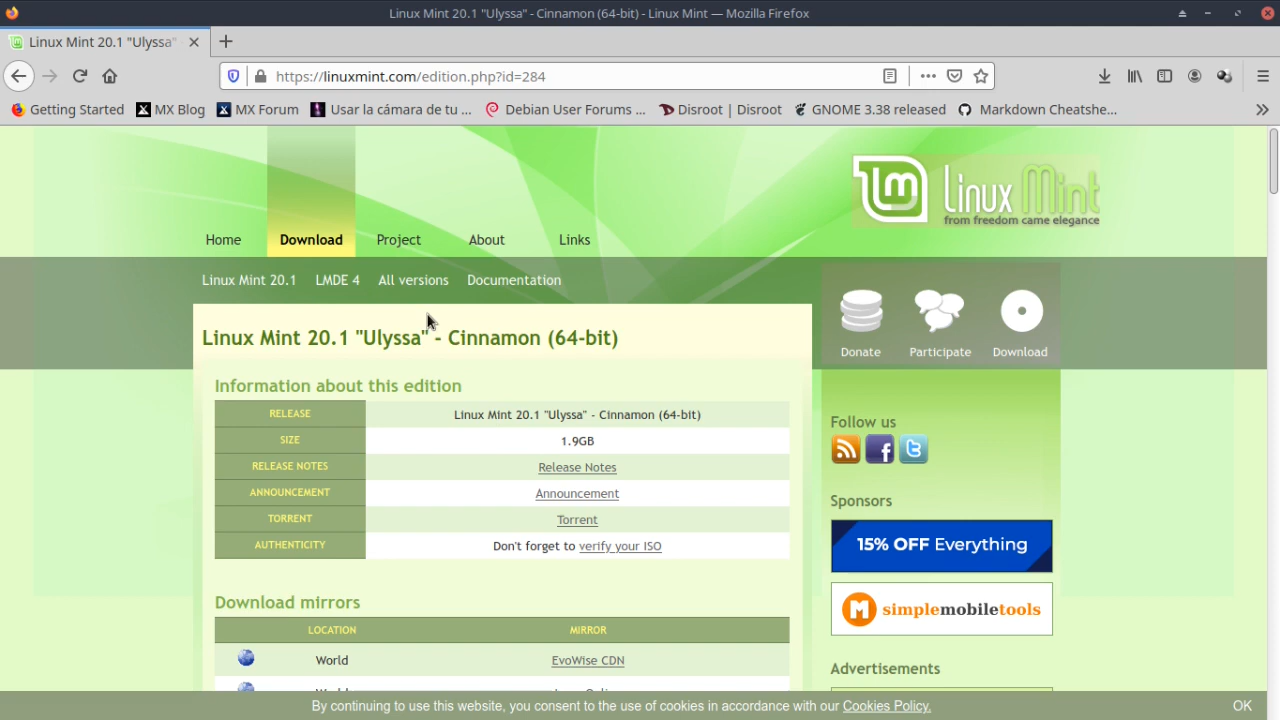 Linux Mint 20.1 "Ulyssa" - Cinnamon (64-bit) - Linux Mint — Mozilla Firefox
Linux Mint 20.1 "Ulyssa"
https://linuxmint.com/edition.php?id=284
Getting Started MX Blog MX Forum Usar la cámara de tu ... Debian User Forums ... Disroot | Disroot GNOME 3.38 released Markdown Cheatshe...
lm Linux Mint
from freedom came elegance
Home Download Project About Links
Linux Mint 20.1 LMDE 4 All versions Documentation
Donate Participate Download
Linux Mint 20.1 "Ulyssa" - Cinnamon (64-bit)
Information about this edition
RELEASE Linux Mint 20.1 "Ulyssa" - Cinnamon (64-bit)
SIZE 1.9GB
RELEASE NOTES Release Notes
ANNOUNCEMENT Announcement
TORRENT Torrent
AUTHENTICITY Don't forget to verify your ISO
Download mirrors
LOCATION MIRROR
World EvoWise CDN
Follow us
Sponsors
15% OFF Everything
M simplemobiletools
Advertisements
By continuing to use this website, you consent to the use of cookies in accordance with our Cookies Policy. OK